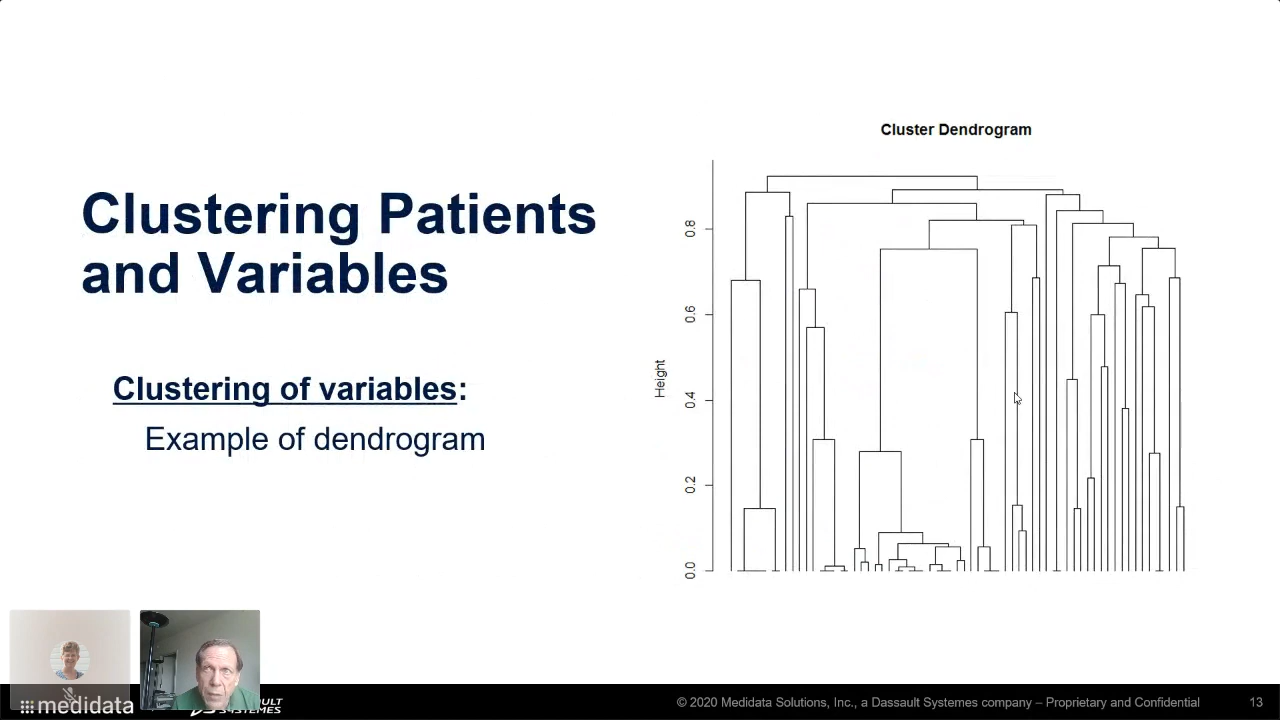 Cluster Dendrogram
Clustering Patients
and Variables
Clustering of variables:
Example of dendrogram
Height
0.8
0.6
0.4
0.2
0.0
medidata
SYSTEMES
© 2020 Medidata Solutions, Inc., a Dassault Systemes company – Proprietary and Confidential
13